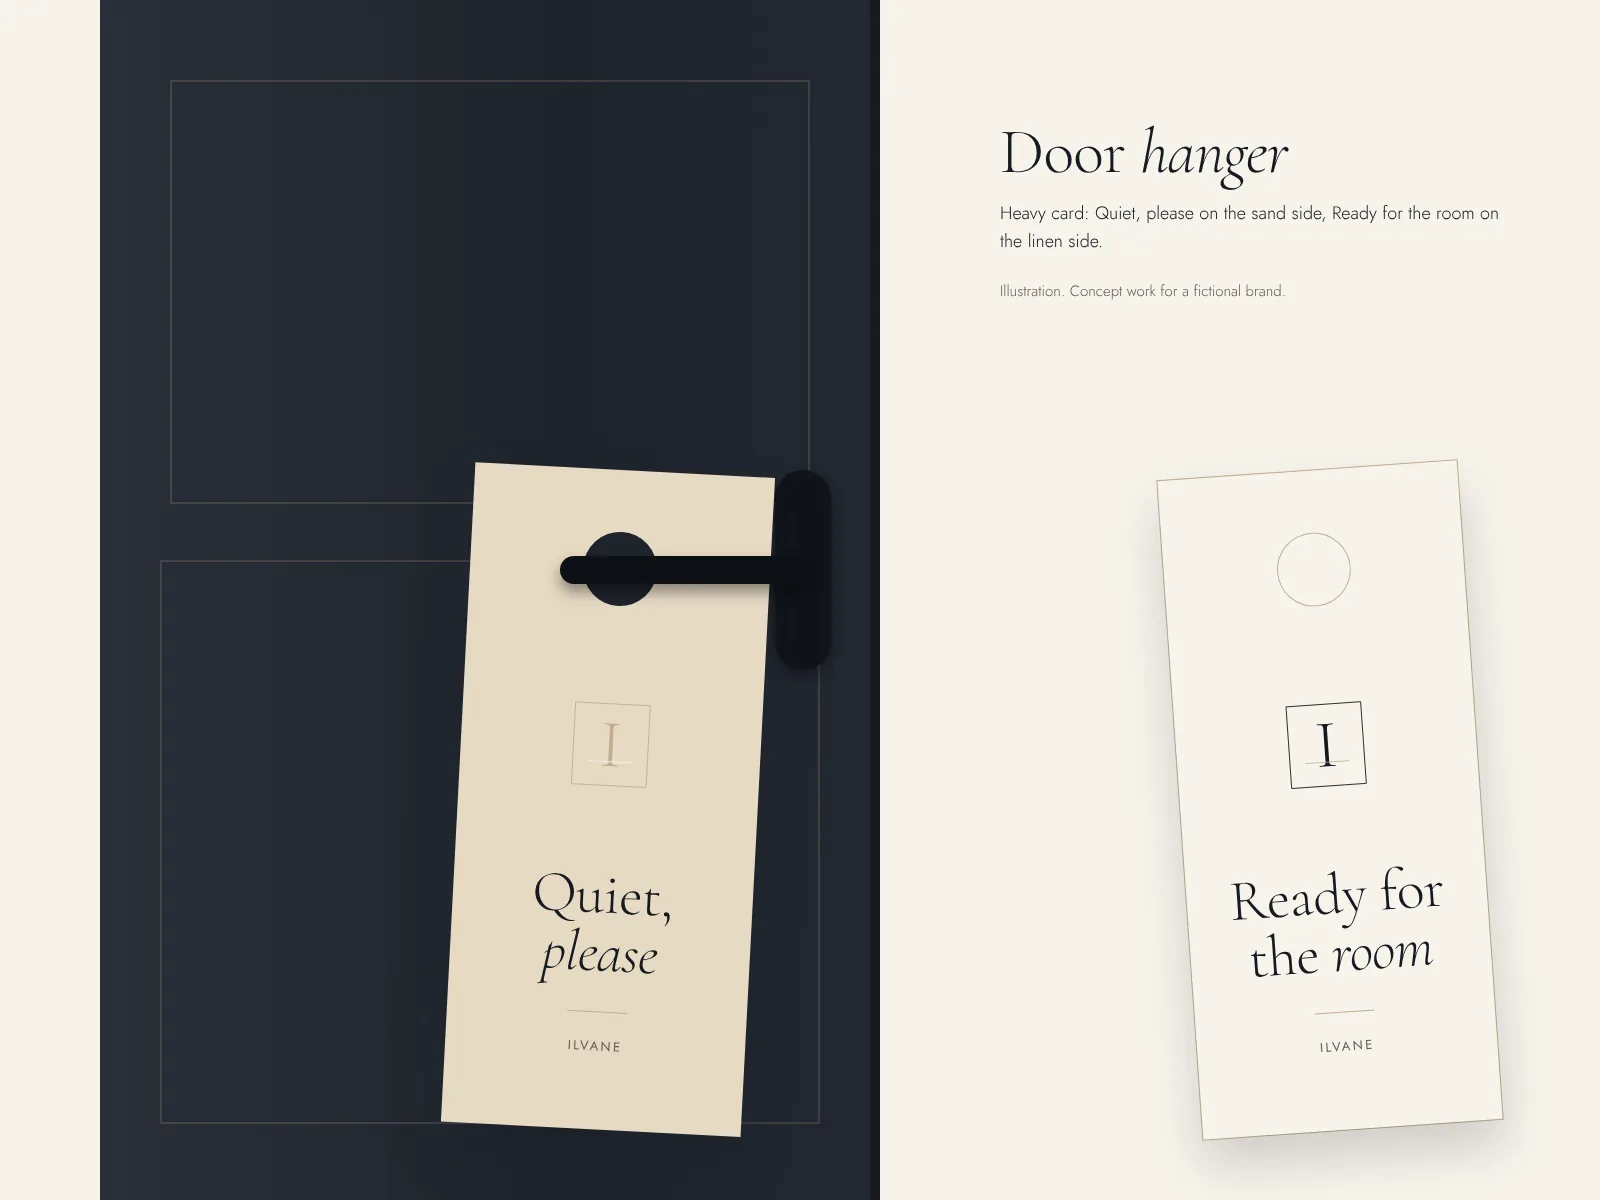 Door hanger
Heavy card: Quiet, please on the sand side, Ready for the room on
the linen side.
Illustration. Concept work for a fictional brand.
I
Quiet,
please
ILVANE
I
Ready for
the room
ILVANE